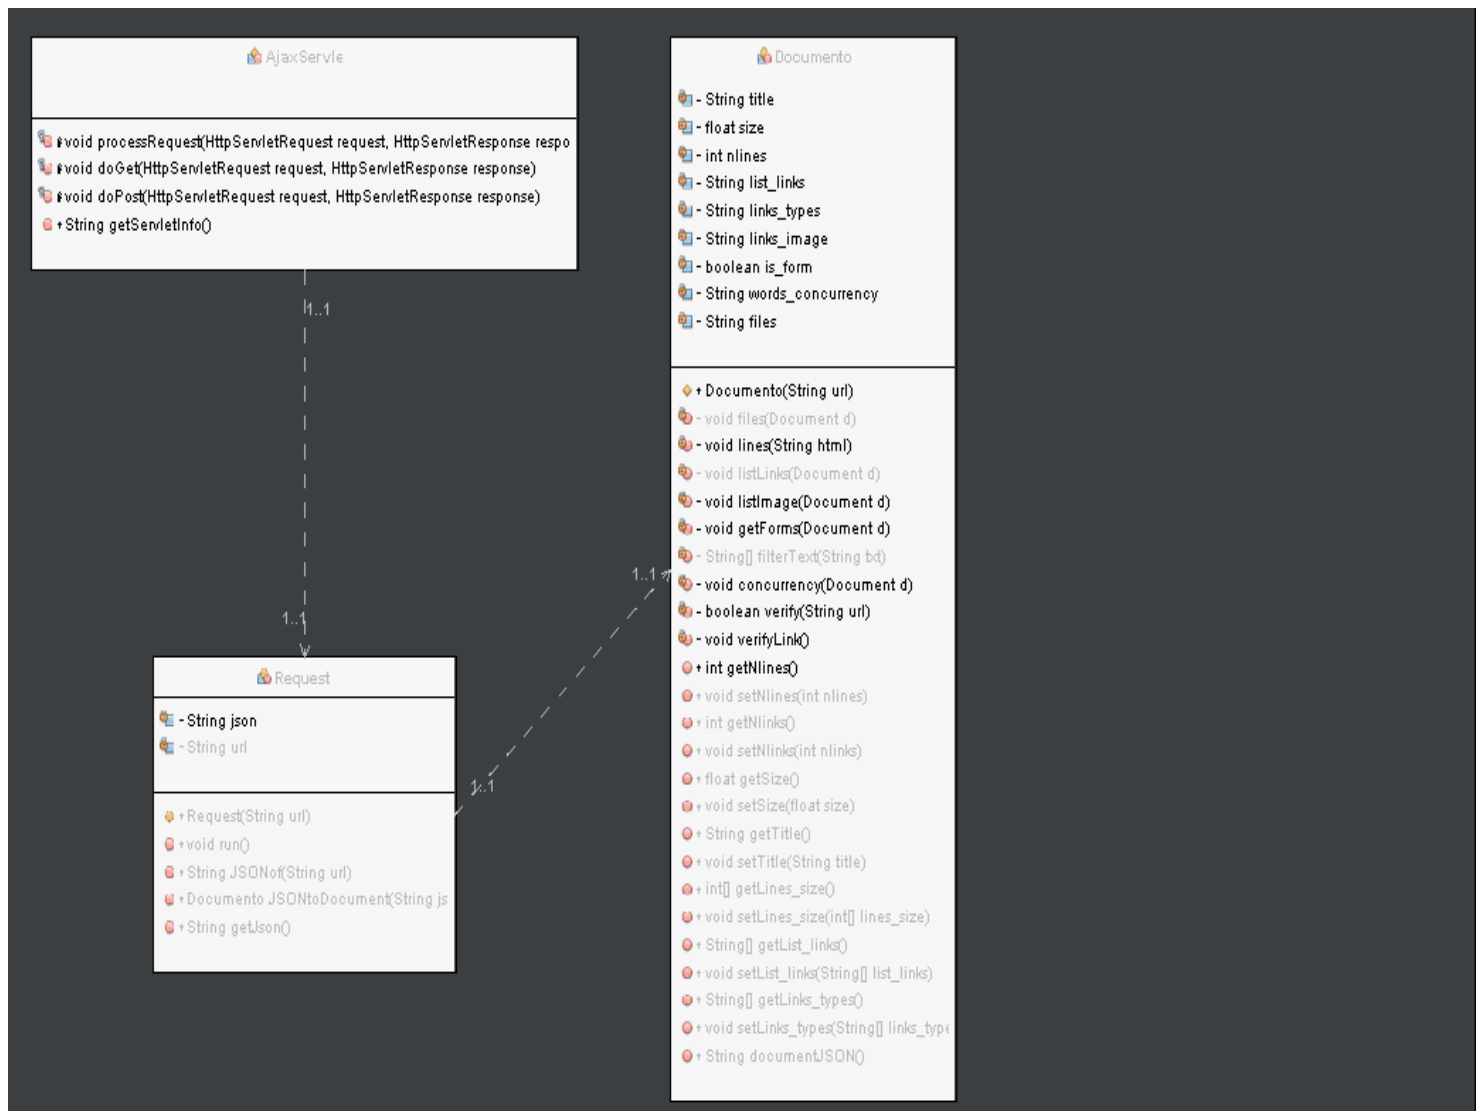 AjaxServle
void processRequest(HttpServletRequest request, HttpServletResponse respo
void doGet(HttpServletRequest request, HttpServletResponse response)
void doPost(HttpServletRequest request, HttpServletResponse response)
+ String getServletInfo()
1..1
1..1
Request
- String json
- String url
+ Request(String url)
+ void run()
+ String JSONof(String url)
+ Documento JSONtoDocument(String js
+ String getJson()
1..1
1..1
Documento
- String title
- float size
- int nlines
- String list_links
- String links_types
- String links_image
- boolean is_form
- String words_concurrency
- String files
+ Documento(String url)
- void files(Document d)
- void lines(String html)
- void listLinks(Document d)
- void listImage(Document d)
- void getForms(Document d)
- String[] filterText(String txt)
- void concurrency(Document d)
- boolean verify(String url)
- void verifyLink()
+ int getNlines()
+ void setNlines(int nlines)
+ int getNlinks()
+ void setNlinks(int nlinks)
+ float getSize()
+ void setSize(float size)
+ String getTitle()
+ void setTitle(String title)
+ int[] getLines_size()
+ void setLines_size(int[] lines_size)
+ String[] getList_links()
+ void setList_links(String[] list_links)
+ String[] getLinks_types()
+ void setLinks_types(String[] links_type
+ String documentJSON()